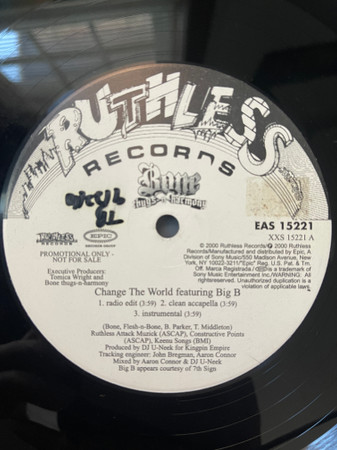 RUTHLESS
RECORDS
Bone
thugs-n-harmony
RUTHLESS
RECORDS
EPIC
PROMOTIONAL ONLY -
NOT FOR SALE
Executive Producers:
Tomica Wright and
Bone thugs-n-harmony
EAS 15221
XXS 15221 A
℗ 2000 Ruthless Records/© 2000 Ruthless
Records/Manufactured and distributed by Epic, A
Division of Sony Music/550 Madison Avenue, New
York, NY 10022-3211/"Epic" Reg. U.S. Pat. & Tm.
Off. Marca Registrada./ is a trademark of
Sony Music Entertainment Inc./WARNING: All
rights reserved. Unauthorized duplication is a
violation of applicable laws.
Change The World featuring Big B
1. radio edit (3:59) 2. clean accapella (3:59)
3. instrumental (3:59)
(Bone, Flesh-n-Bone, B. Parker, T. Middleton)
Ruthless Attack Muzick (ASCAP), Constructive Points
(ASCAP), Keenu Songs (BMI)
Produced by DJ U-Neek for Kingpin Empire
Tracking engineer: John Bregman, Aaron Connor
Mixed by Aaron Connor & DJ U-Neek
Big B appears courtesy of 7th Sign